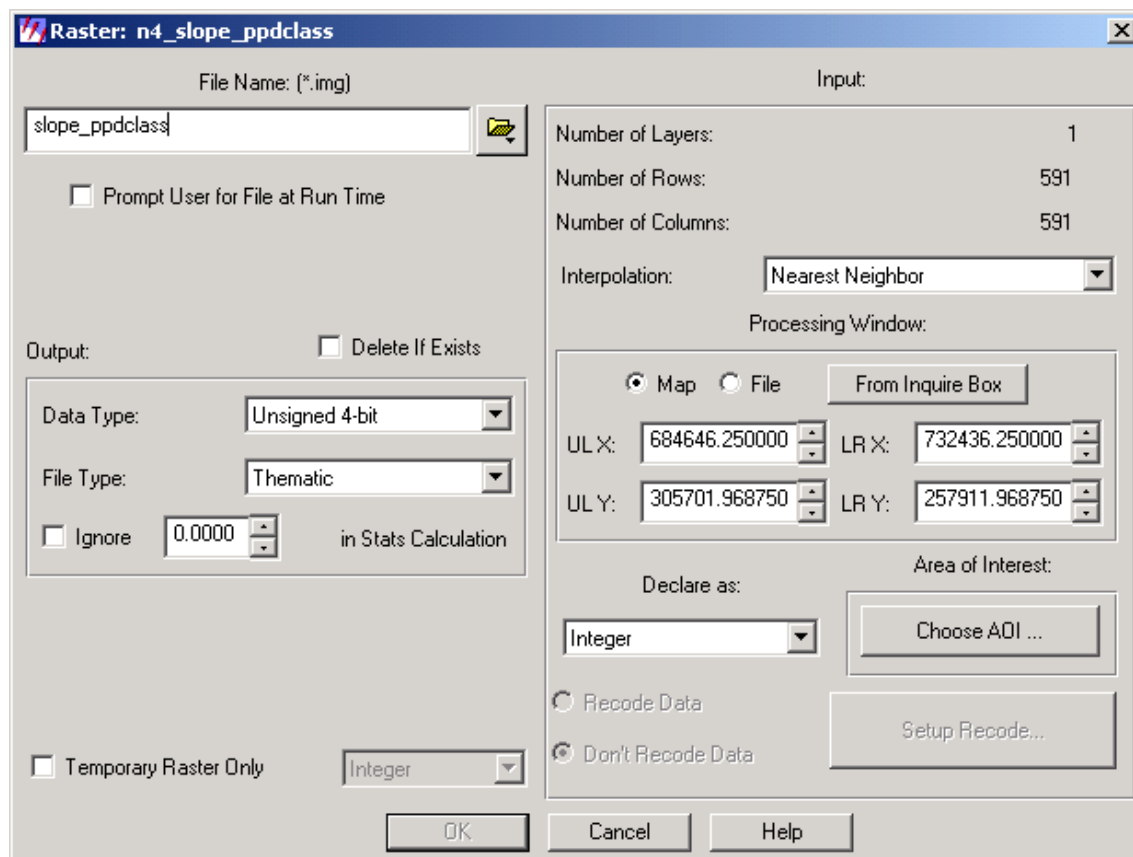 Raster: n4_slope_ppdclass
File Name: (*.img)
slope_ppdclass
Prompt User for File at Run Time
Output:
Delete If Exists
Data Type:
Unsigned 4-bit
File Type:
Thematic
Ignore
0.0000
in Stats Calculation
Temporary Raster Only
Integer
Input:
Number of Layers: 1
Number of Rows: 591
Number of Columns: 591
Interpolation:
Nearest Neighbor
Processing Window:
Map
File
From Inquire Box
UL X: 684646.250000 LR X: 732436.250000
UL Y: 305701.968750 LR Y: 257911.968750
Declare as:
Integer
Area of Interest:
Choose AOI ...
Recode Data
Don't Recode Data
Setup Recode...
OK
Cancel
Help